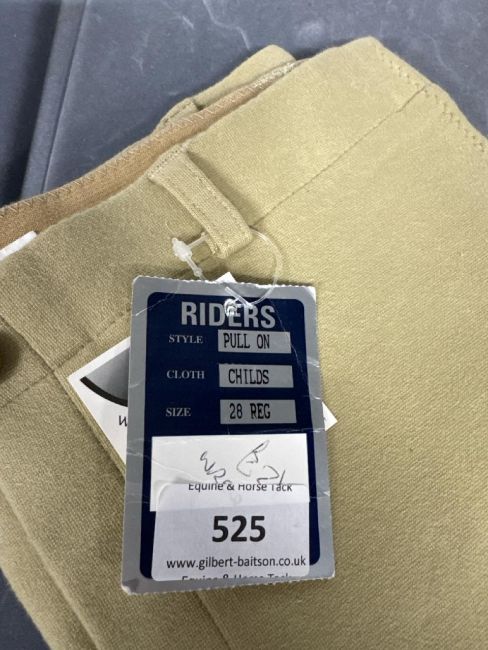 RIDERS
STYLE PULL ON
CLOTH CHILDS
SIZE 28 REG
Equine & Horse Tack
525
www.gilbert-baitson.co.uk
Equine & Horse Tack